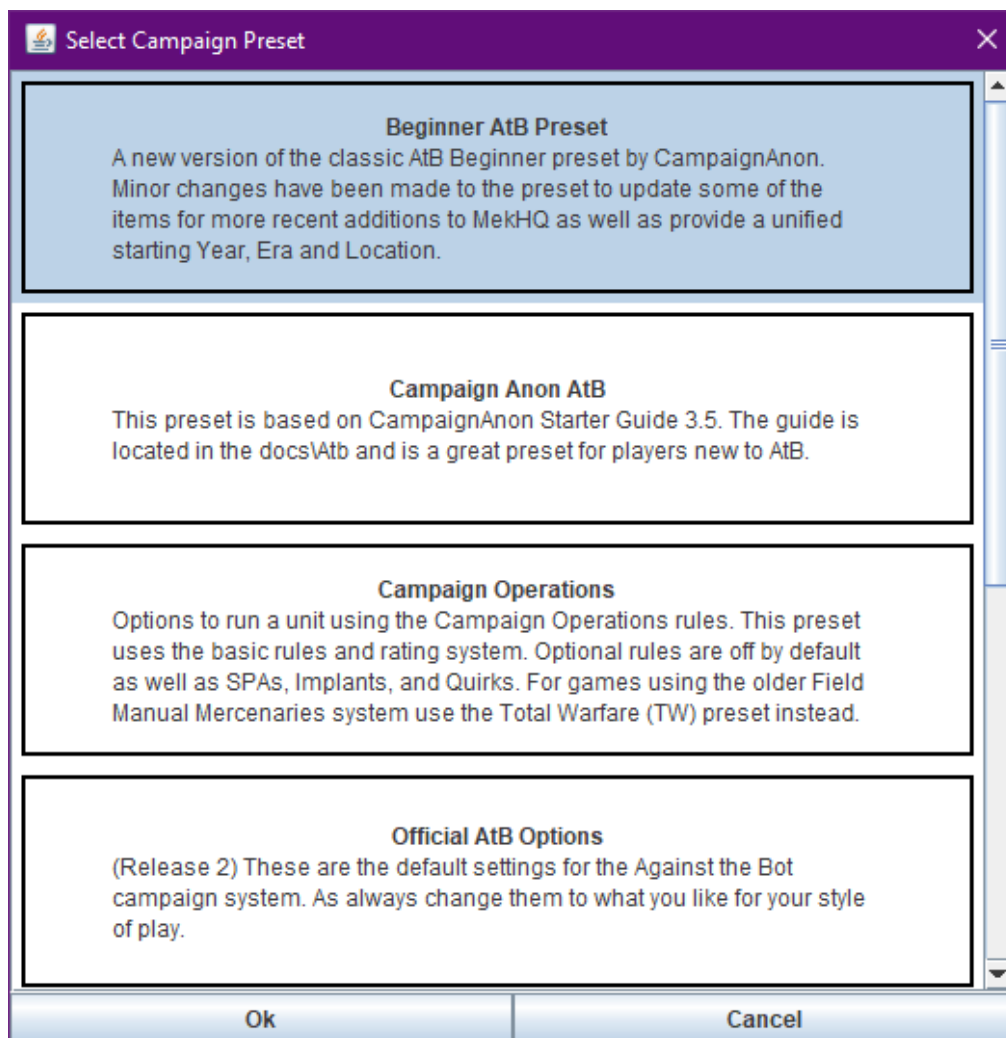 Select Campaign Preset
Beginner AtB Preset
A new version of the classic AtB Beginner preset by CampaignAnon.
Minor changes have been made to the preset to update some of the
items for more recent additions to MekHQ as well as provide a unified
starting Year, Era and Location.
Campaign Anon AtB
This preset is based on CampaignAnon Starter Guide 3.5. The guide is
located in the docs\Atb and is a great preset for players new to AtB.
Campaign Operations
Options to run a unit using the Campaign Operations rules. This preset
uses the basic rules and rating system. Optional rules are off by default
as well as SPAs, Implants, and Quirks. For games using the older Field
Manual Mercenaries system use the Total Warfare (TW) preset instead.
Official AtB Options
(Release 2) These are the default settings for the Against the Bot
campaign system. As always change them to what you like for your style
of play.
Ok
Cancel